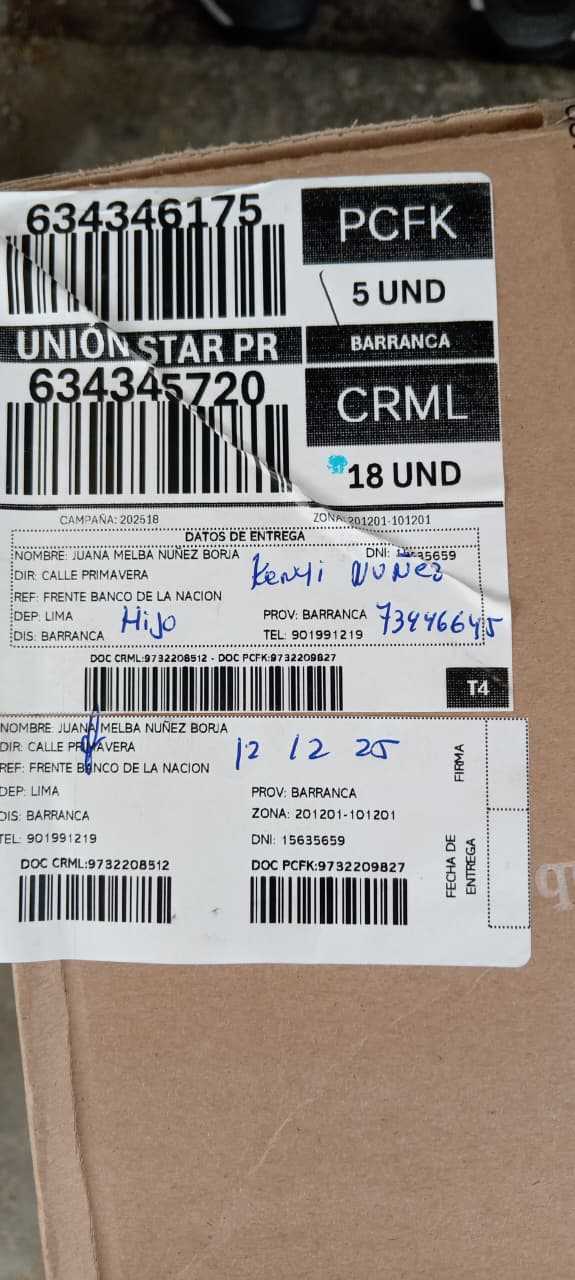 634346175
PCFK
5 UND
UNIÓN STAR PR
BARRANCA
634345720
CRML
18 UND
CAMPAÑA: 202518 ZONA: 201201-101201
DATOS DE ENTREGA
NOMBRE: JUANA MELBA NUÑEZ BORJA DNI: 15635659
DIR: CALLE PRIMAVERA Kenyi NUÑez
REF: FRENTE BANCO DE LA NACION
DEP: LIMA Hijo PROV: BARRANCA 73446645
DIS: BARRANCA TEL: 901991219
DOC CRML:9732208512 - DOC PCFK:9732209827
T4
NOMBRE: JUANA MELBA NUÑEZ BORJA
DIR: CALLE PRIMAVERA 12 12 25
REF: FRENTE BANCO DE LA NACION
FIRMA
DEP: LIMA PROV: BARRANCA
DIS: BARRANCA ZONA: 201201-101201
TEL: 901991219 DNI: 15635659
FECHA DE
ENTREGA
DOC CRML:9732208512 DOC PCFK:9732209827